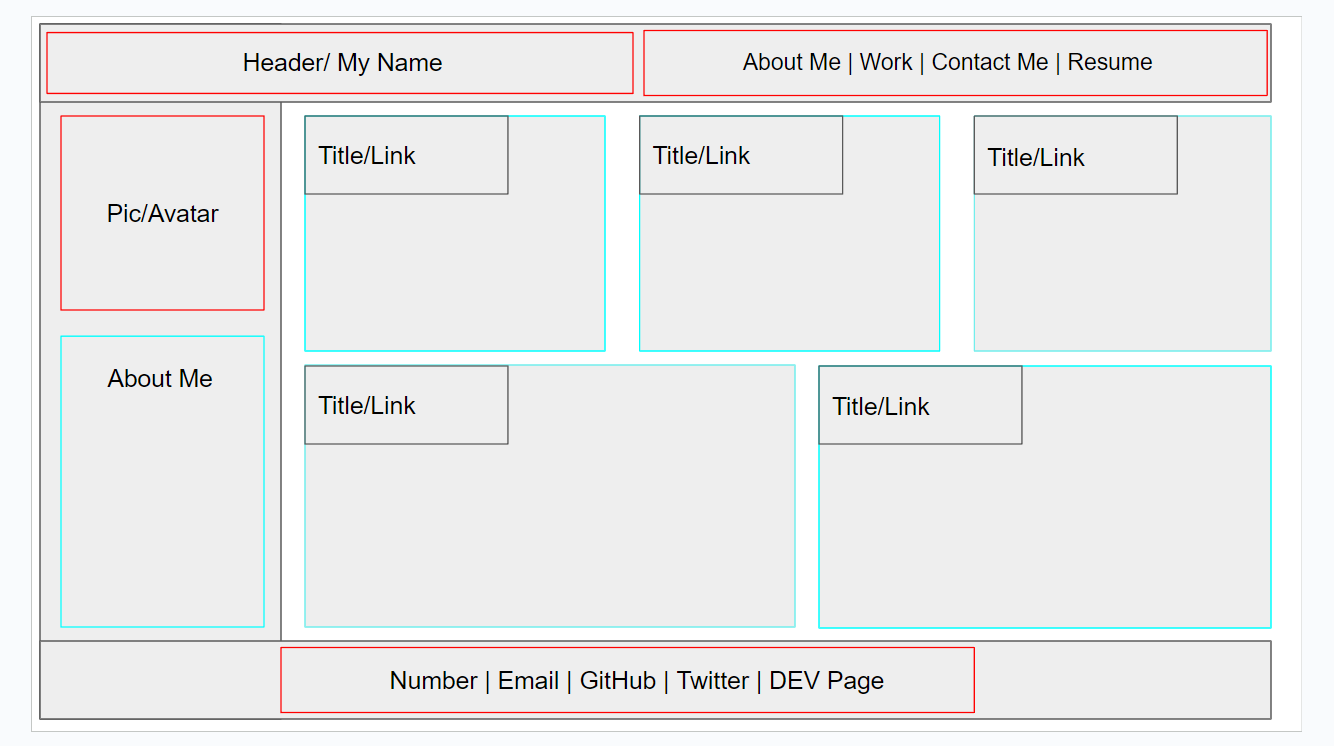 Header/ My Name
About Me | Work | Contact Me | Resume
Pic/Avatar
About Me
Title/Link
Title/Link
Title/Link
Title/Link
Title/Link
Number | Email | GitHub | Twitter | DEV Page